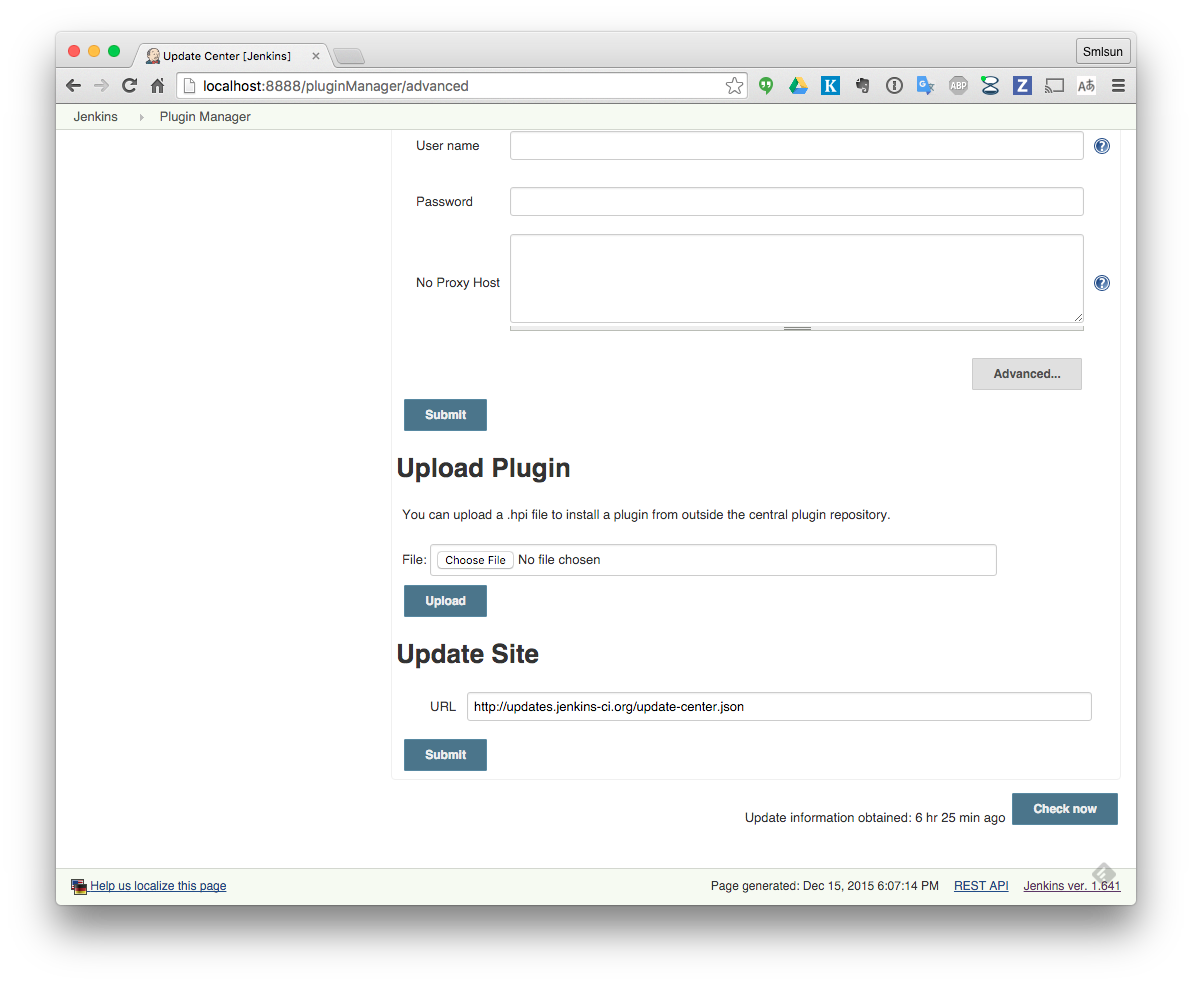 Update Center [Jenkins]
Smlsun
localhost:8888/pluginManager/advanced
K
ABP
Z
Aあ
Jenkins
Plugin Manager
User name
Password
No Proxy Host
Advanced...
Submit
Upload Plugin
You can upload a .hpi file to install a plugin from outside the central plugin repository.
File: Choose File No file chosen
Upload
Update Site
URL http://updates.jenkins-ci.org/update-center.json
Submit
Update information obtained: 6 hr 25 min ago Check now
Help us localize this page Page generated: Dec 15, 2015 6:07:14 PM REST API Jenkins ver. 1.641